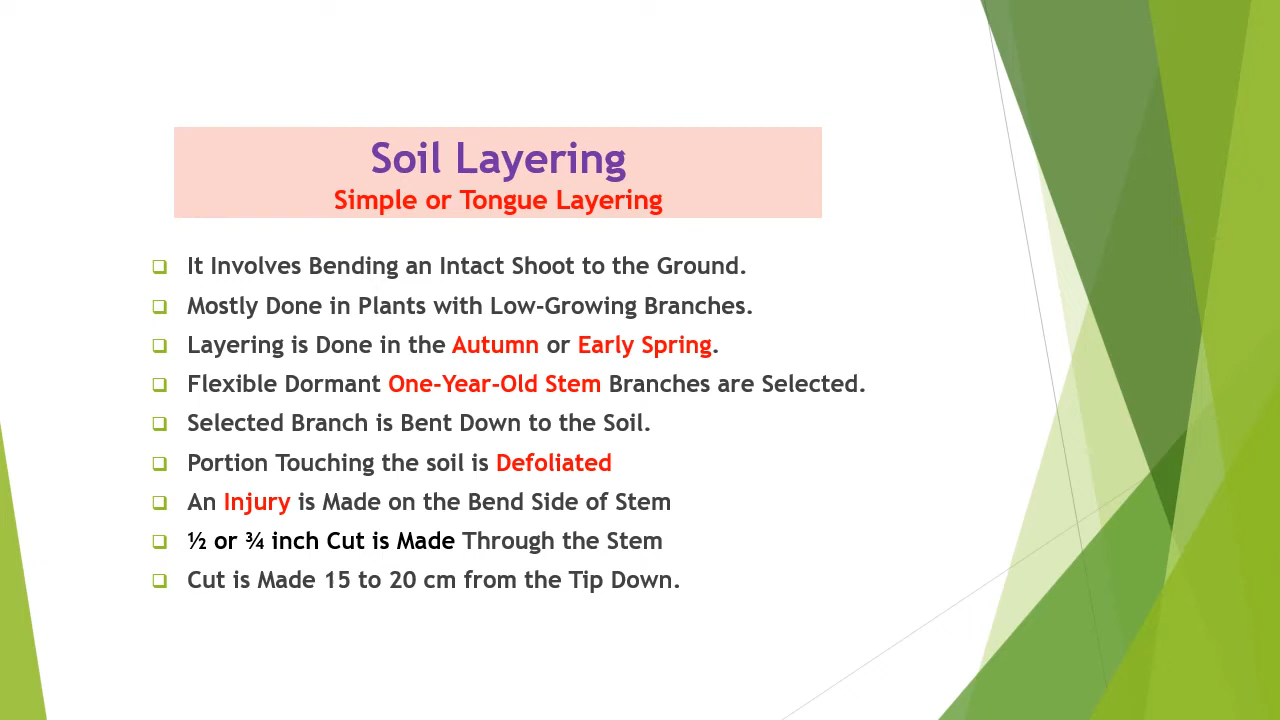 Soil Layering
Simple or Tongue Layering
It Involves Bending an Intact Shoot to the Ground.
Mostly Done in Plants with Low-Growing Branches.
Layering is Done in the Autumn or Early Spring.
Flexible Dormant One-Year-Old Stem Branches are Selected.
Selected Branch is Bent Down to the Soil.
Portion Touching the soil is Defoliated
An Injury is Made on the Bend Side of Stem
½ or ¾ inch Cut is Made Through the Stem
Cut is Made 15 to 20 cm from the Tip Down.